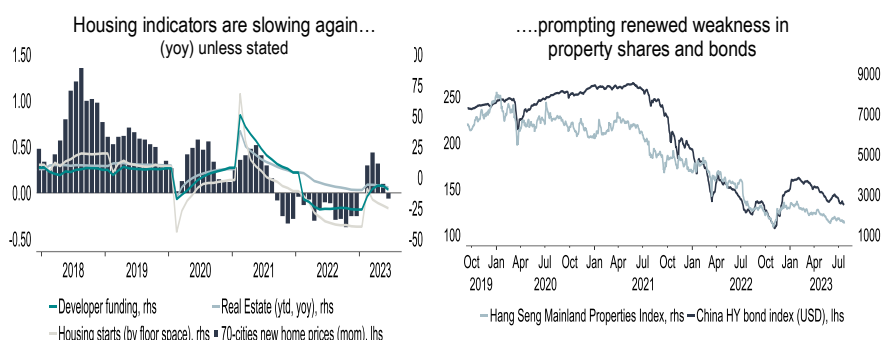 Housing indicators are slowing again…
(yoy) unless stated
1.50
1.00
0.50
0.00
-0.50
00
75
50
25
0
-25
-50
2018 2019 2020 2021 2022 2023
Developer funding, rhs Real Estate (ytd, yoy), rhs
Housing starts (by floor space), rhs 70-cities new home prices (mom), lhs
….prompting renewed weakness in
property shares and bonds
250
200
150
100
9000
7000
5000
3000
1000
Oct Jan Apr Jul Oct Jan Apr Jul Oct Jan Apr Jul Oct Jan Apr Jul
2019 2020 2021 2022 2023
Hang Seng Mainland Properties Index, rhs China HY bond index (USD), lhs